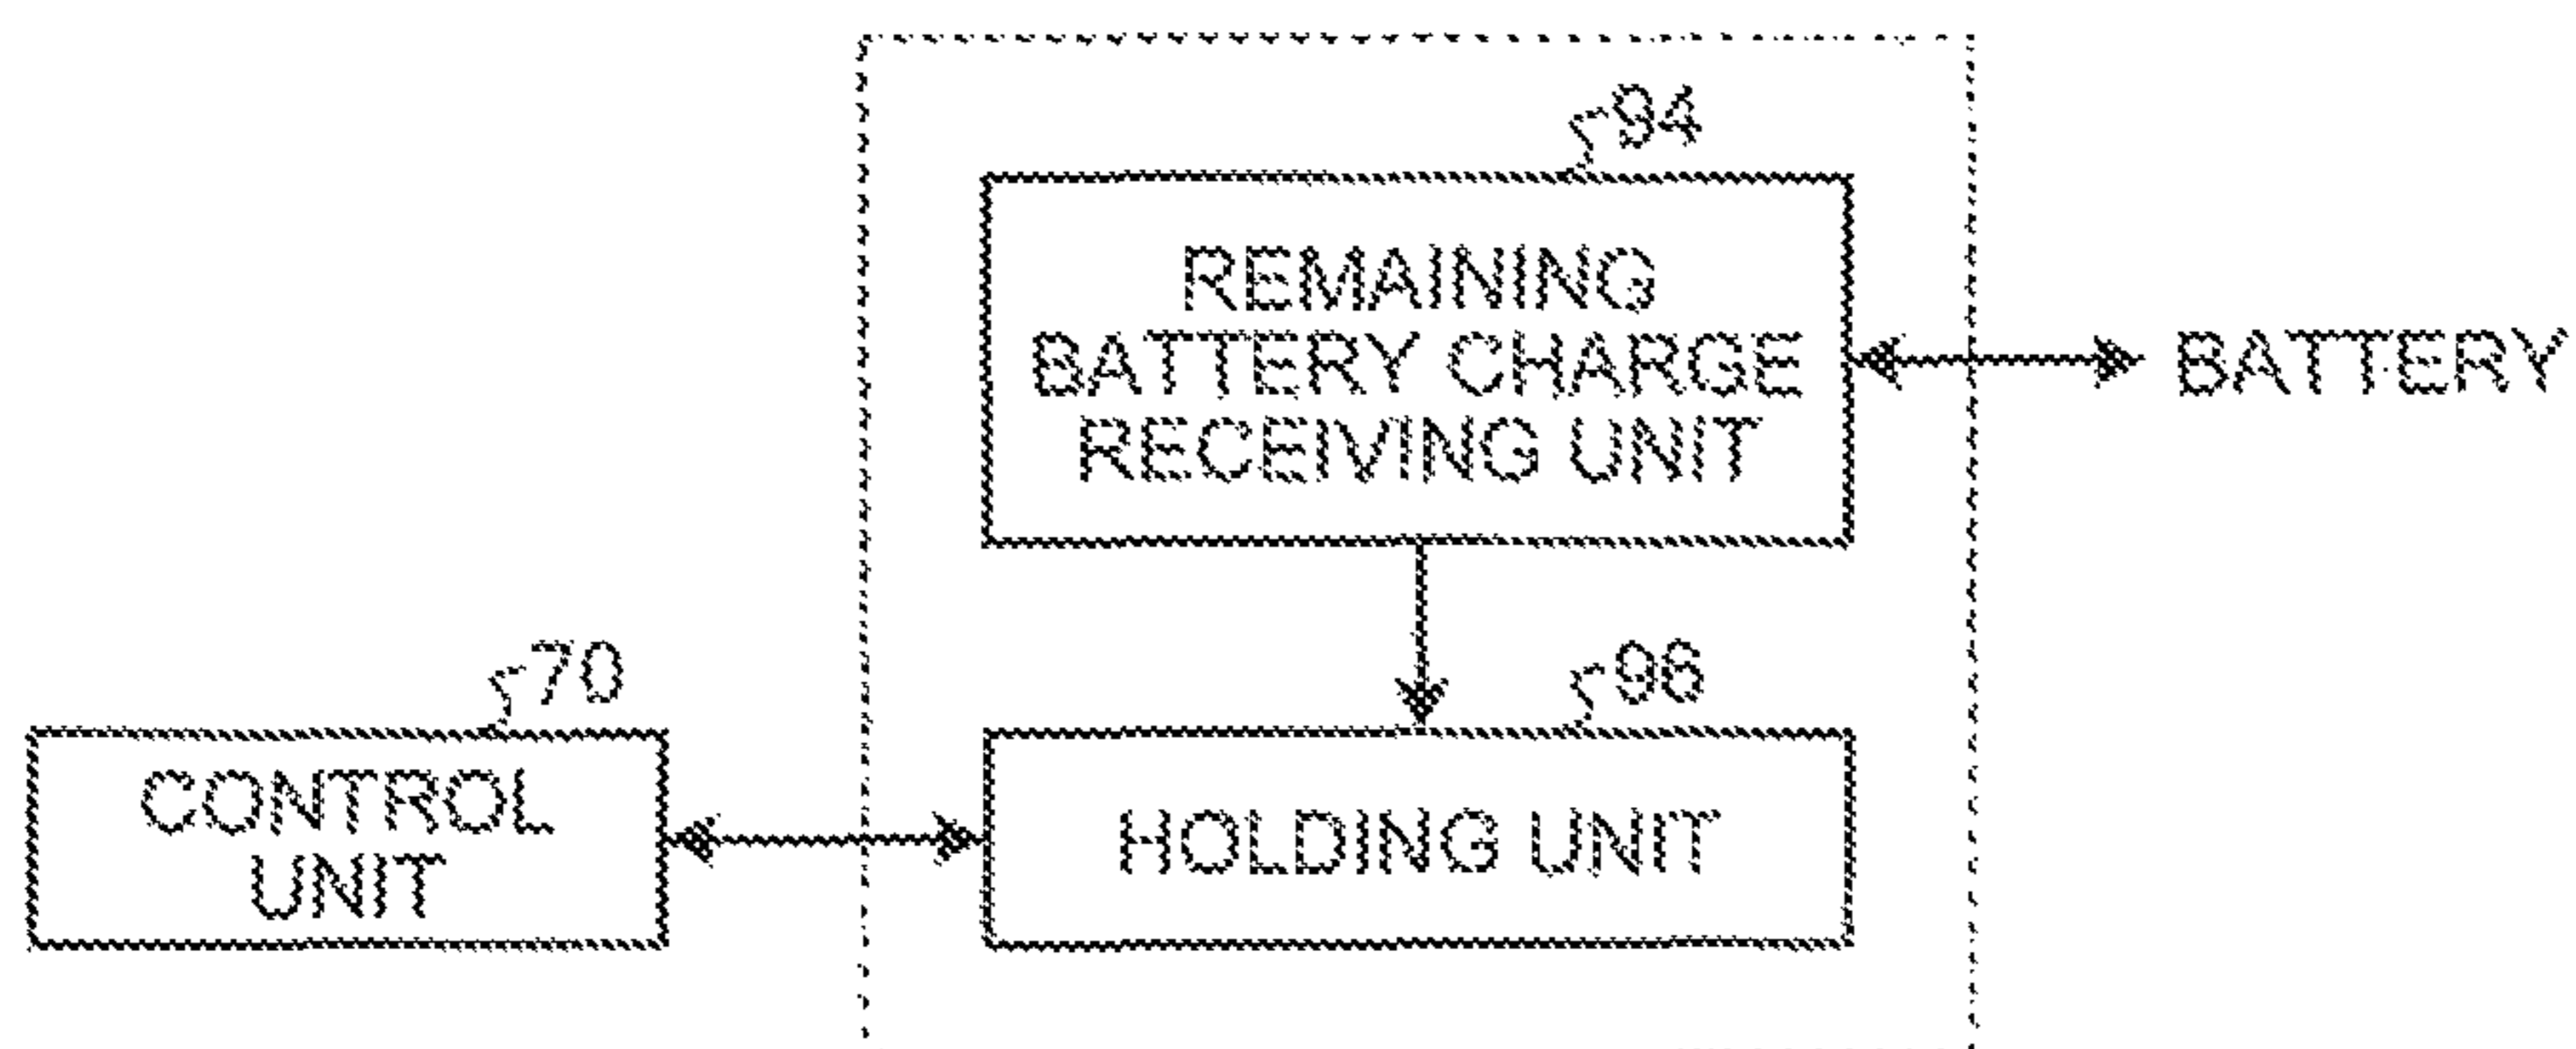 94
REMAINING
BATTERY CHARGE
RECEIVING UNIT
BATTERY
70
96
CONTROL
UNIT
HOLDING UNIT